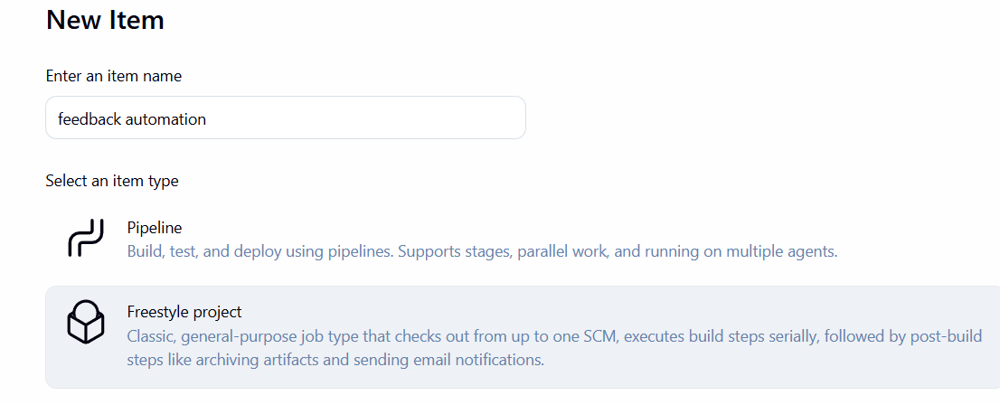 New Item
Enter an item name
feedback automation
Select an item type
Pipeline
Build, test, and deploy using pipelines. Supports stages, parallel work, and running on multiple agents.
Freestyle project
Classic, general-purpose job type that checks out from up to one SCM, executes build steps serially, followed by post-build
steps like archiving artifacts and sending email notifications.